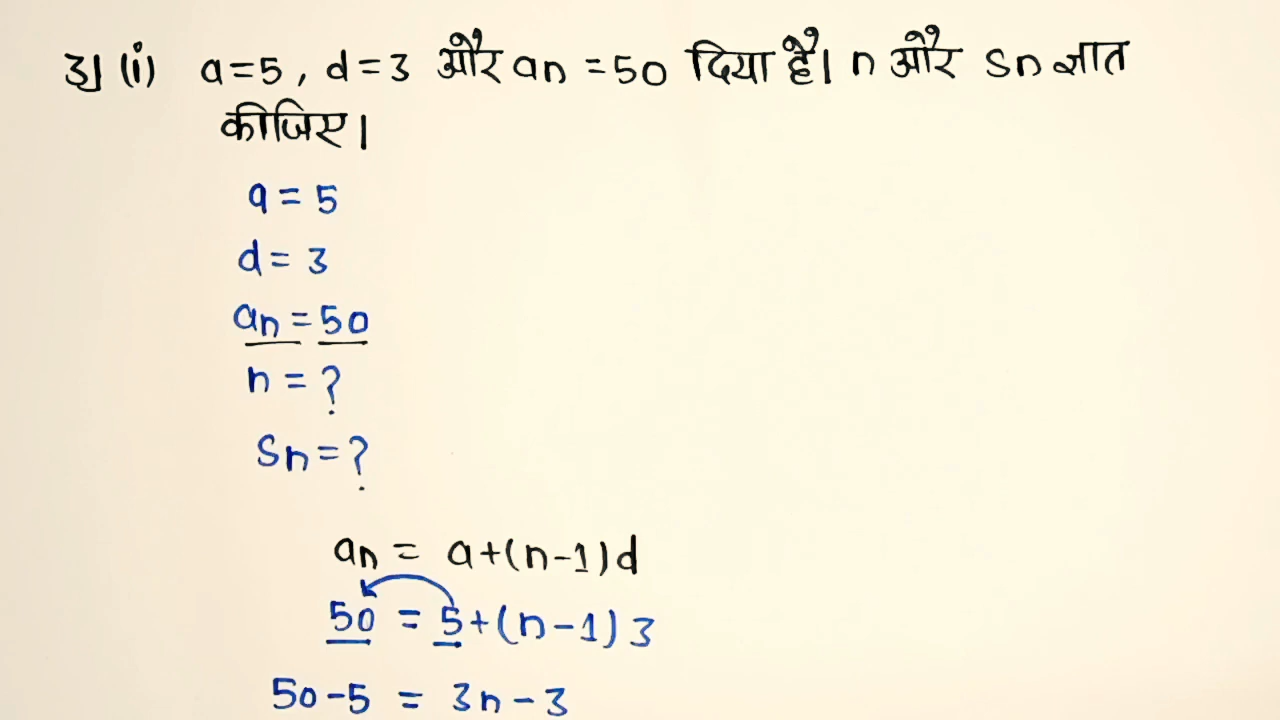 3) (i) a=5, d=3 और an =50 दिया है। n और Sn ज्ञात
कीजिए।
a = 5
d = 3
an = 50
n = ?
Sn = ?
an = a+(n-1)d
50 = 5+(n-1)3
50-5 = 3n-3